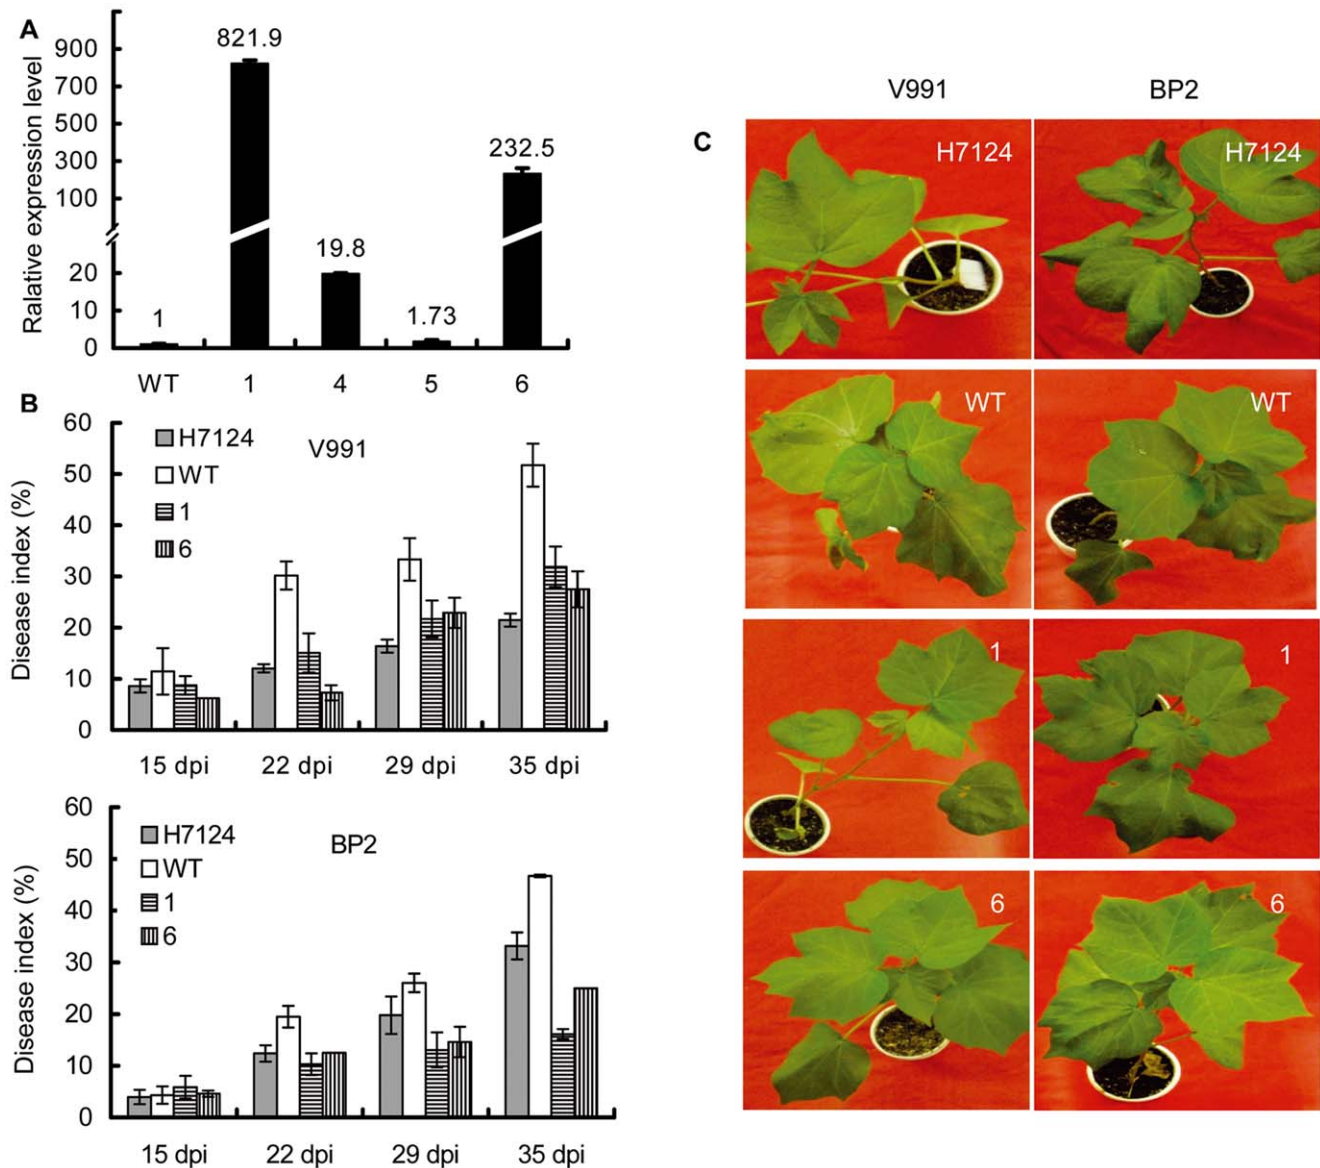 A
Ralative expression level
900
700
500
300
100
20
10
0
821.9
232.5
19.8
1
1.73
WT 1 4 5 6
B
Disease index (%)
60
50
40
30
20
10
0
H7124
WT
1
6
V991
15 dpi 22 dpi 29 dpi 35 dpi
Disease index (%)
60
50
40
30
20
10
0
H7124
WT
1
6
BP2
15 dpi 22 dpi 29 dpi 35 dpi
C
V991 BP2
H7124 H7124
WT WT
1 1
6 6